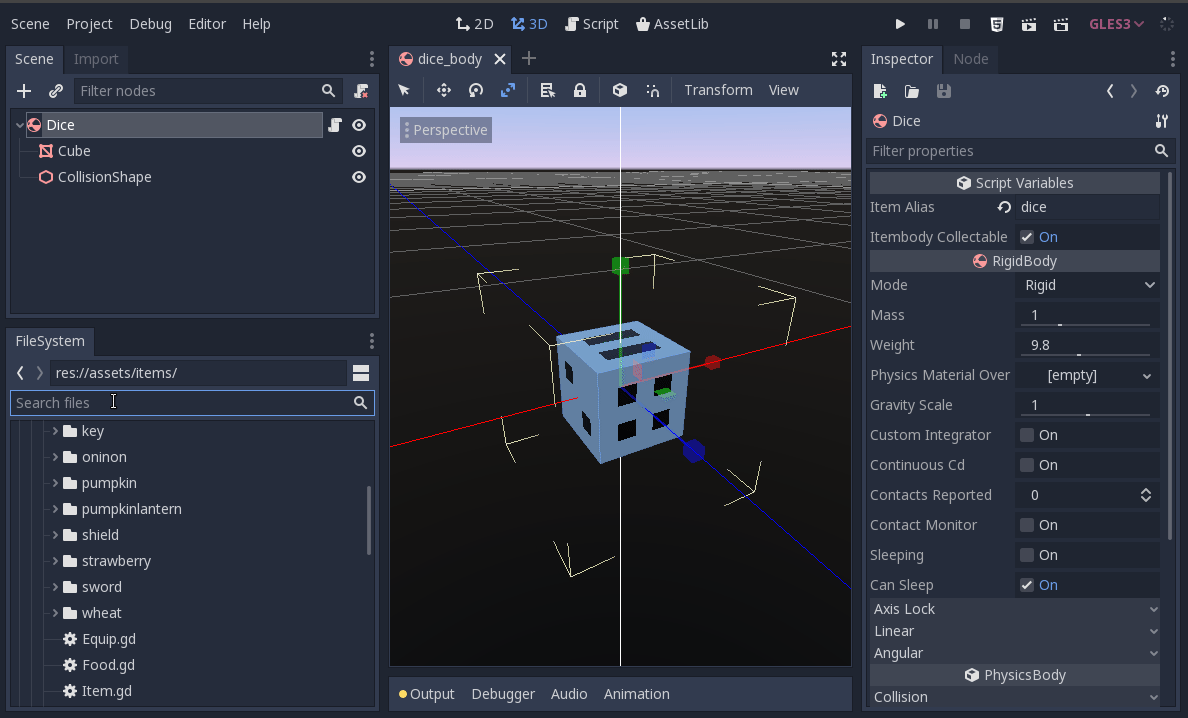 Scene Project Debug Editor Help
2D 3D Script AssetLib
GLES3
Scene Import
Filter nodes
Dice
Cube
CollisionShape
FileSystem
res://assets/items/
Search files
key
oninon
pumpkin
pumpkinlantern
shield
strawberry
sword
wheat
Equip.gd
Food.gd
Item.gd
dice_body
Transform View
Perspective
Output Debugger Audio Animation
Inspector Node
Dice
Filter properties
Script Variables
Item Alias dice
Itembody Collectable On
RigidBody
Mode Rigid
Mass 1
Weight 9.8
Physics Material Over [empty]
Gravity Scale 1
Custom Integrator On
Continuous Cd On
Contacts Reported 0
Contact Monitor On
Sleeping On
Can Sleep On
Axis Lock
Linear
Angular
PhysicsBody
Collision